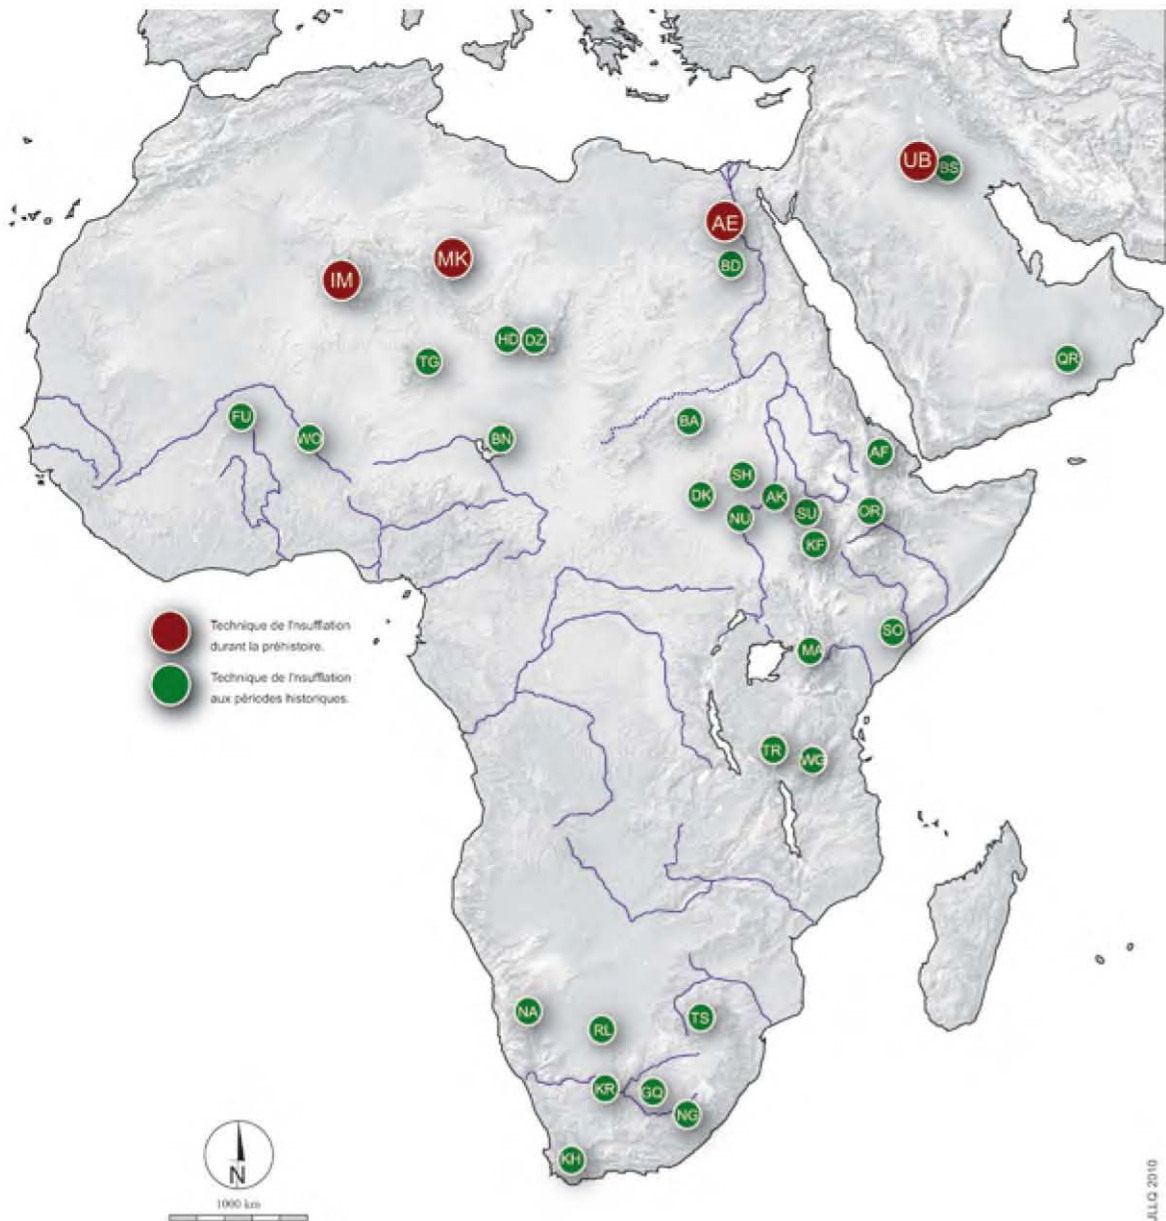 UB
BS
AE
BD
MK
IM
HD
DZ
TG
QR
FU
WO
BN
BA
AF
SH
DK
AK
NU
SU
OR
KF
SO
MA
Technique de l'nsufflation
durant la préhistoire.
Technique de l'nsufflation
aux périodes historiques.
TR
WG
NA
RL
TS
KR
GQ
NG
KH
N
1000 km
JLLQ 2010